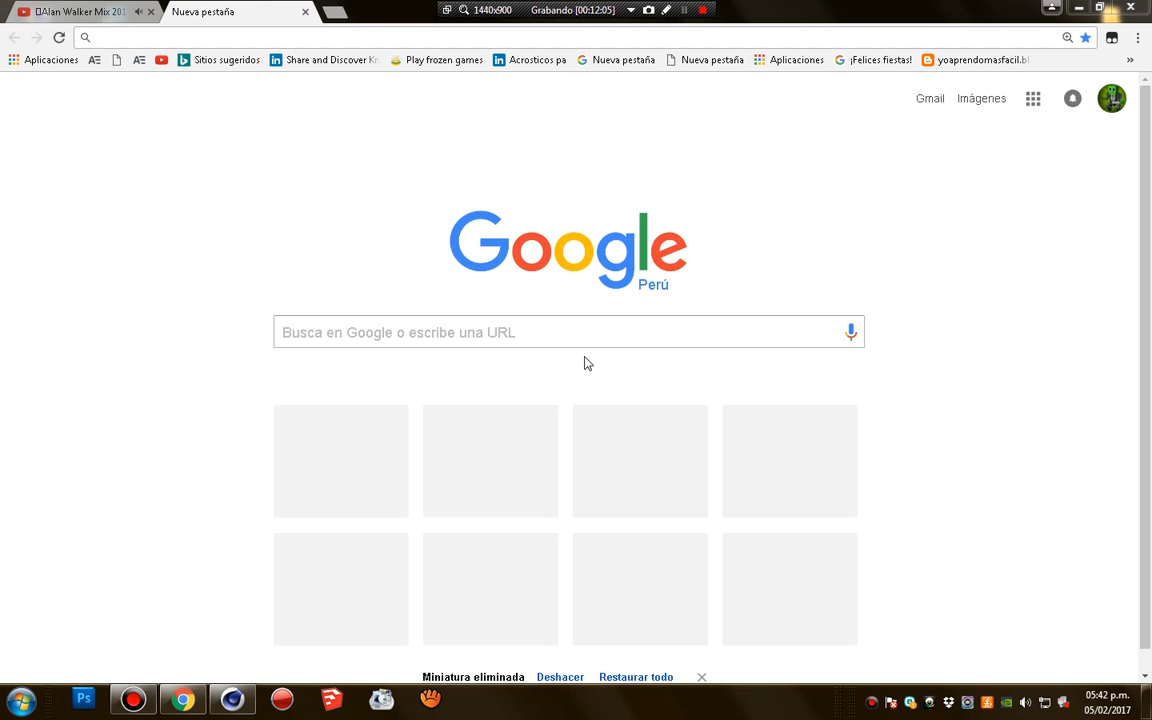 Alan Walker Mix 201
Nueva pestaña
1440x900
Grabando [00:12:05]
Aplicaciones
Sitios sugeridos
Share and Discover Kn
Play frozen games
Acrosticos pa
Nueva pestaña
Nueva pestaña
Aplicaciones
¡Felices fiestas!
yoaprendomasfacil.bl
»
Gmail
Imágenes
Google
Perú
Busca en Google o escribe una URL
Miniatura eliminada
Deshacer
Restaurar todo
Ps
05:42 p.m.
05/02/2017